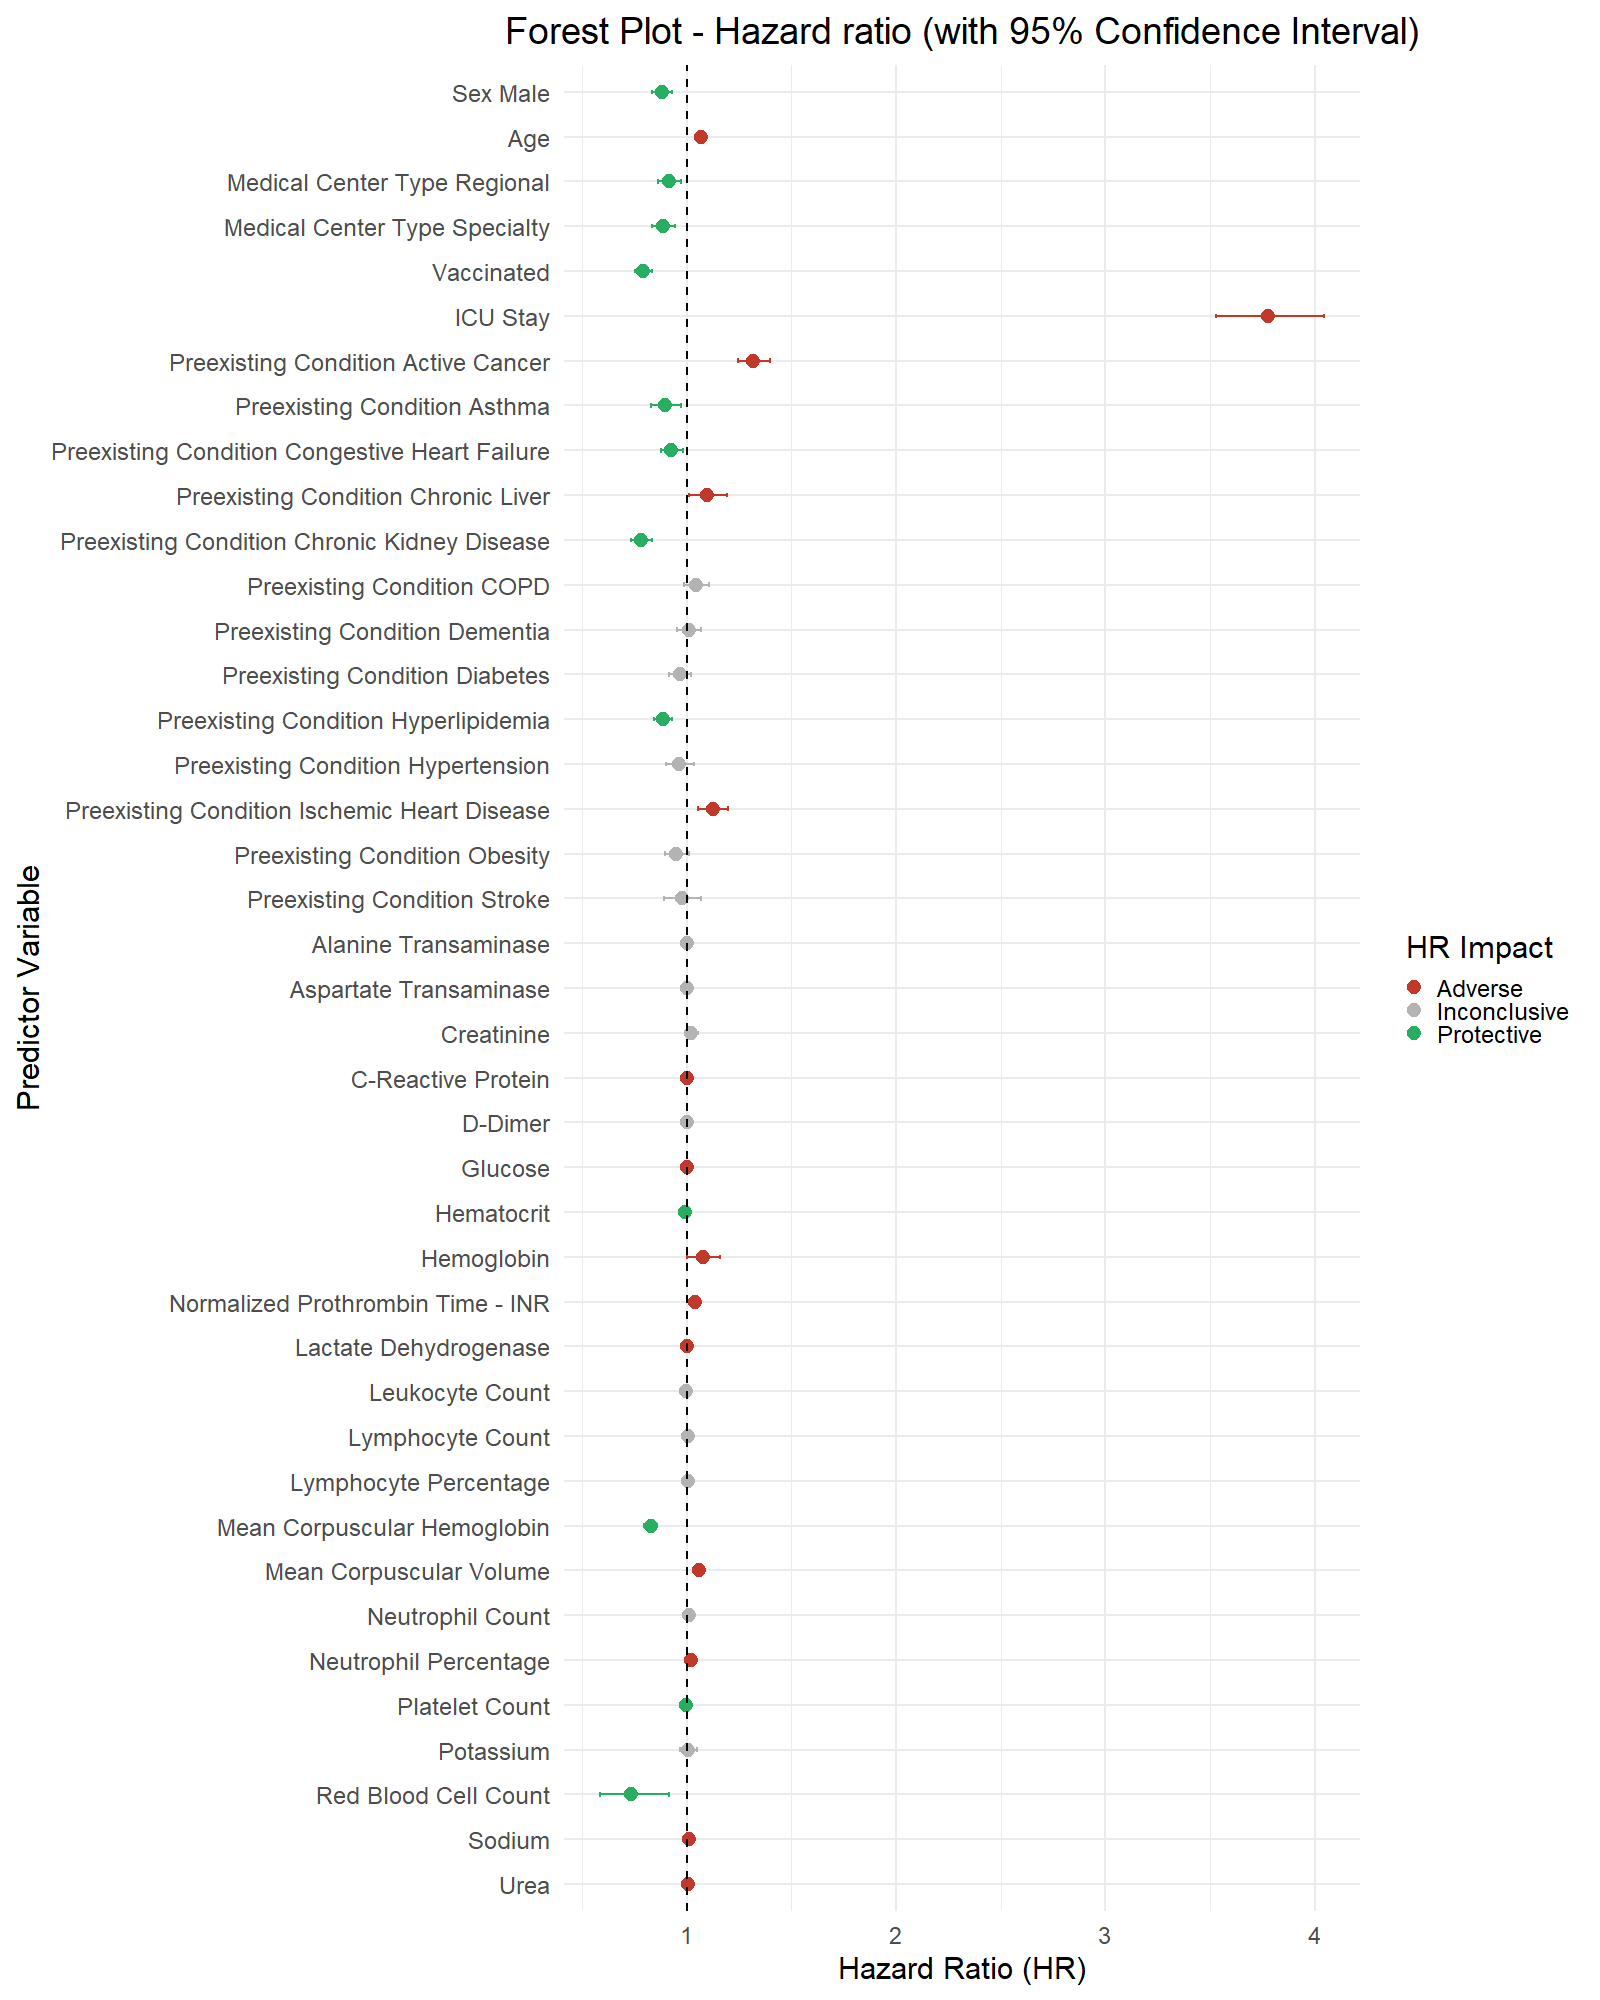 Forest Plot - Hazard ratio (with 95% Confidence Interval)
Predictor Variable
Sex Male
Age
Medical Center Type Regional
Medical Center Type Specialty
Vaccinated
ICU Stay
Preexisting Condition Active Cancer
Preexisting Condition Asthma
Preexisting Condition Congestive Heart Failure
Preexisting Condition Chronic Liver
Preexisting Condition Chronic Kidney Disease
Preexisting Condition COPD
Preexisting Condition Dementia
Preexisting Condition Diabetes
Preexisting Condition Hyperlipidemia
Preexisting Condition Hypertension
Preexisting Condition Ischemic Heart Disease
Preexisting Condition Obesity
Preexisting Condition Stroke
Alanine Transaminase
Aspartate Transaminase
Creatinine
C-Reactive Protein
D-Dimer
Glucose
Hematocrit
Hemoglobin
Normalized Prothrombin Time - INR
Lactate Dehydrogenase
Leukocyte Count
Lymphocyte Count
Lymphocyte Percentage
Mean Corpuscular Hemoglobin
Mean Corpuscular Volume
Neutrophil Count
Neutrophil Percentage
Platelet Count
Potassium
Red Blood Cell Count
Sodium
Urea
1 2 3 4
Hazard Ratio (HR)
HR Impact
Adverse
Inconclusive
Protective